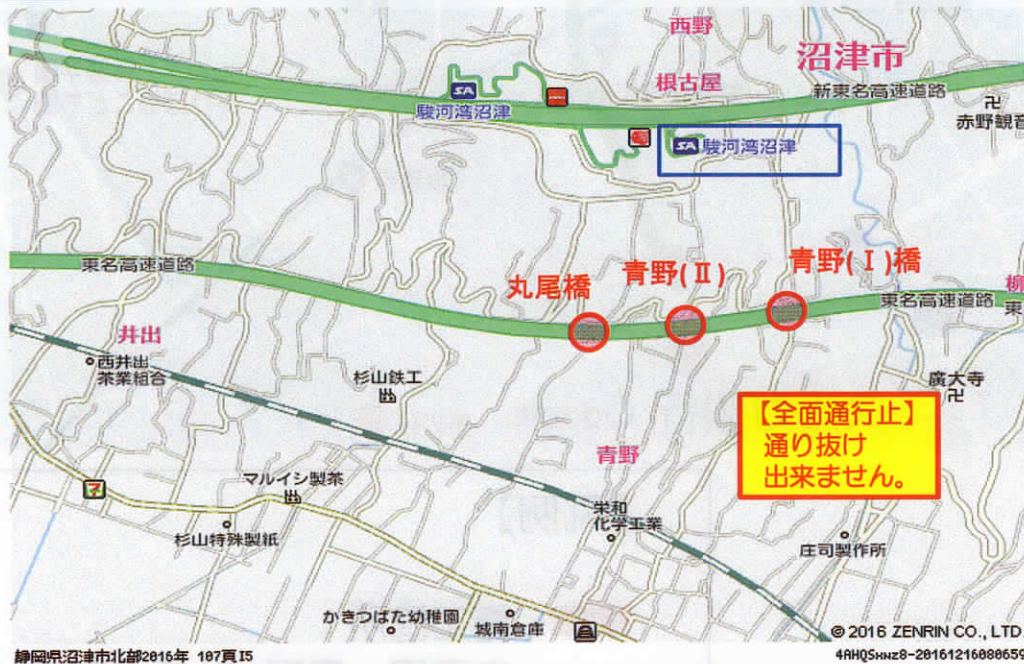 西野
沼津市
根古屋
新東名高速道路
SA
駿河湾沼津
SA 駿河湾沼津
赤野観音
東名高速道路
丸尾橋
青野(Ⅱ)
青野(Ⅰ)橋
東名高速道路
柳
東
井出
西井出
茶業組合
杉山鉄工
廣大寺
【全面通行止】
通り抜け
出来ません。
青野
マルイシ製茶
栄和
化学工業
杉山特殊製紙
庄司製作所
かきつばた幼稚園
城南倉庫
© 2016 ZENRIN CO., LTD
静岡県沼津市北部2016年 107頁I5